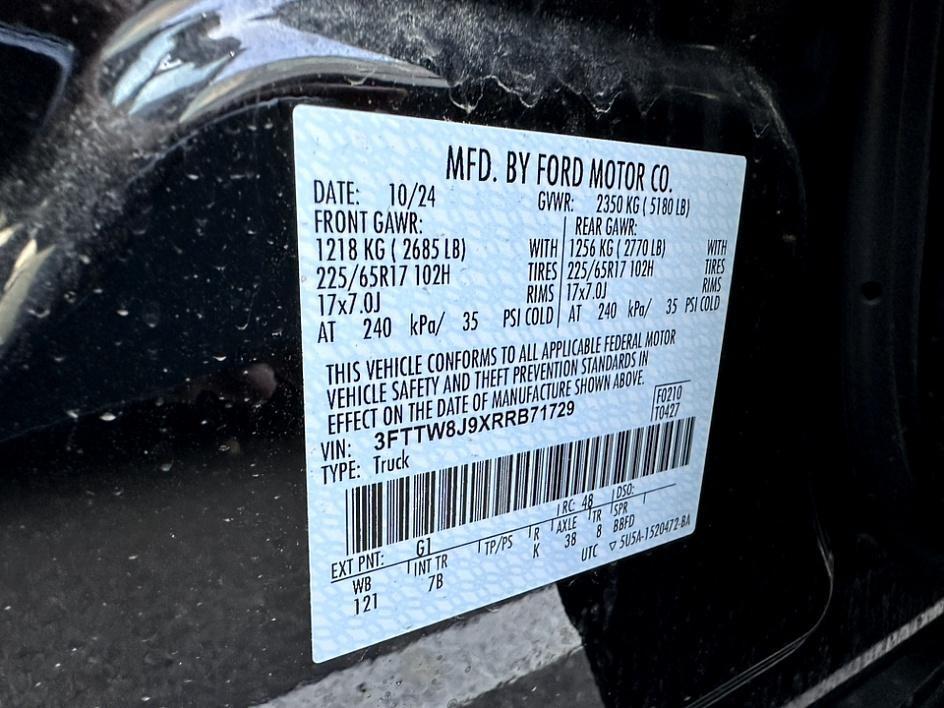 MFD. BY FORD MOTOR CO.
DATE: 10/24 GVWR: 2350 KG ( 5180 LB)
FRONT GAWR: REAR GAWR:
1218 KG ( 2685 LB) WITH 1256 KG ( 2770 LB) WITH
225/65R17 102H TIRES 225/65R17 102H TIRES
17x7.0J RIMS 17x7.0J RIMS
AT 240 kPa/ 35 PSI COLD AT 240 kPa/ 35 PSI COLD
THIS VEHICLE CONFORMS TO ALL APPLICABLE FEDERAL MOTOR
VEHICLE SAFETY AND THEFT PREVENTION STANDARDS IN
EFFECT ON THE DATE OF MANUFACTURE SHOWN ABOVE.
VIN: 3FTTW8J9XRRB71729 F0210
TYPE: Truck T0427
EXT PNT: G1 RC: 48 DSO:
WB INT TR TP/PS R AXLE TR SPR
121 7B K 38 8 BBFD
UTC ▽ 5U5A-1520472-BA